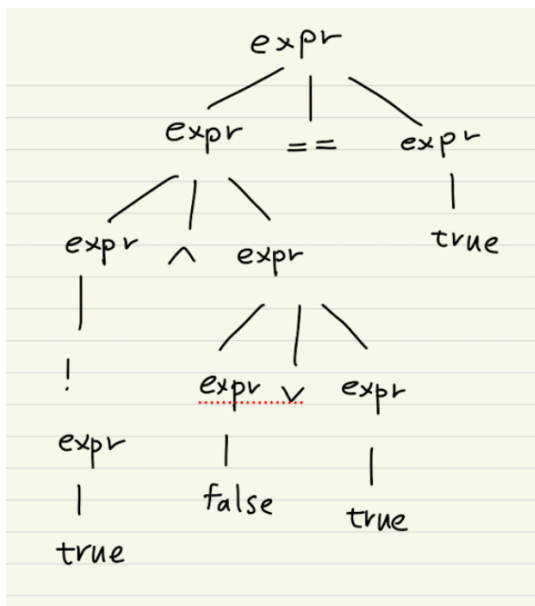 expr
expr == expr
expr ∧ expr true
!
expr ∨ expr
expr
false true
true